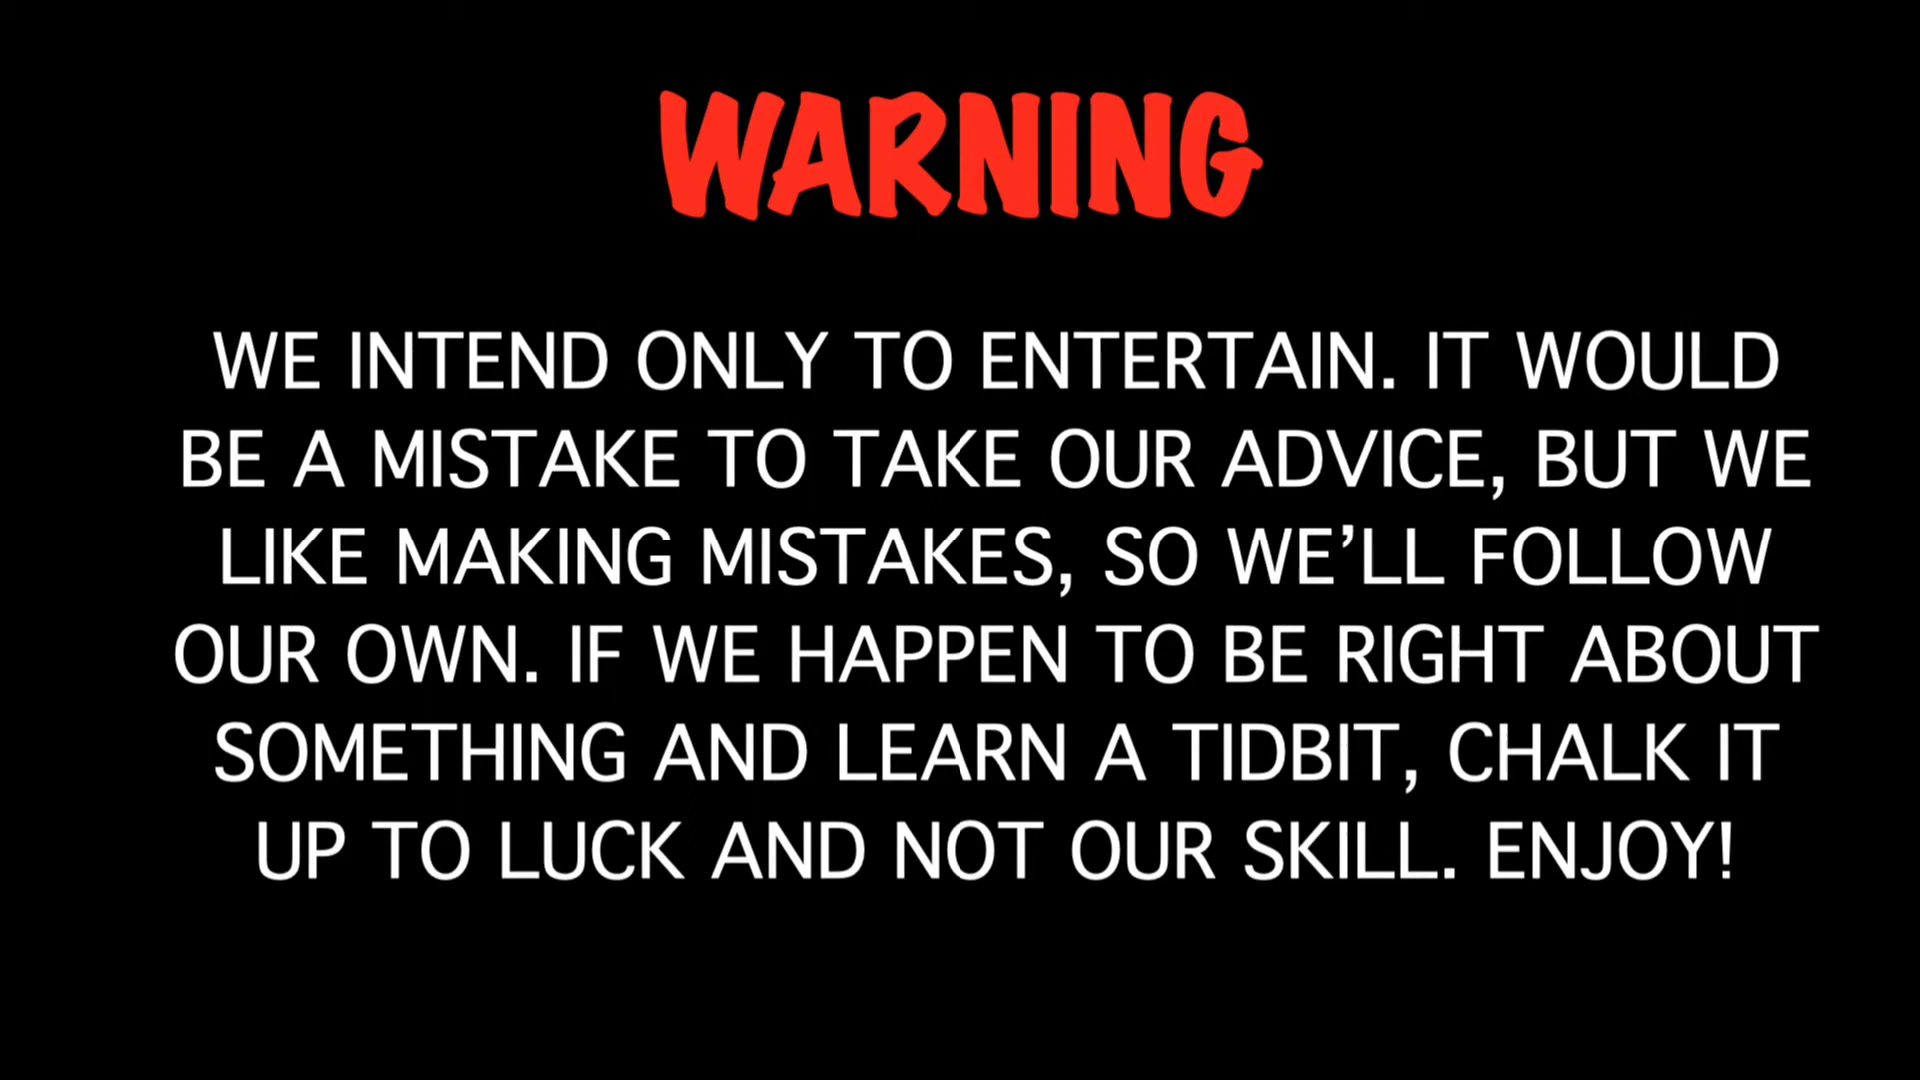 WARNING
WE INTEND ONLY TO ENTERTAIN. IT WOULD
BE A MISTAKE TO TAKE OUR ADVICE, BUT WE
LIKE MAKING MISTAKES, SO WE’LL FOLLOW
OUR OWN. IF WE HAPPEN TO BE RIGHT ABOUT
SOMETHING AND LEARN A TIDBIT, CHALK IT
UP TO LUCK AND NOT OUR SKILL. ENJOY!